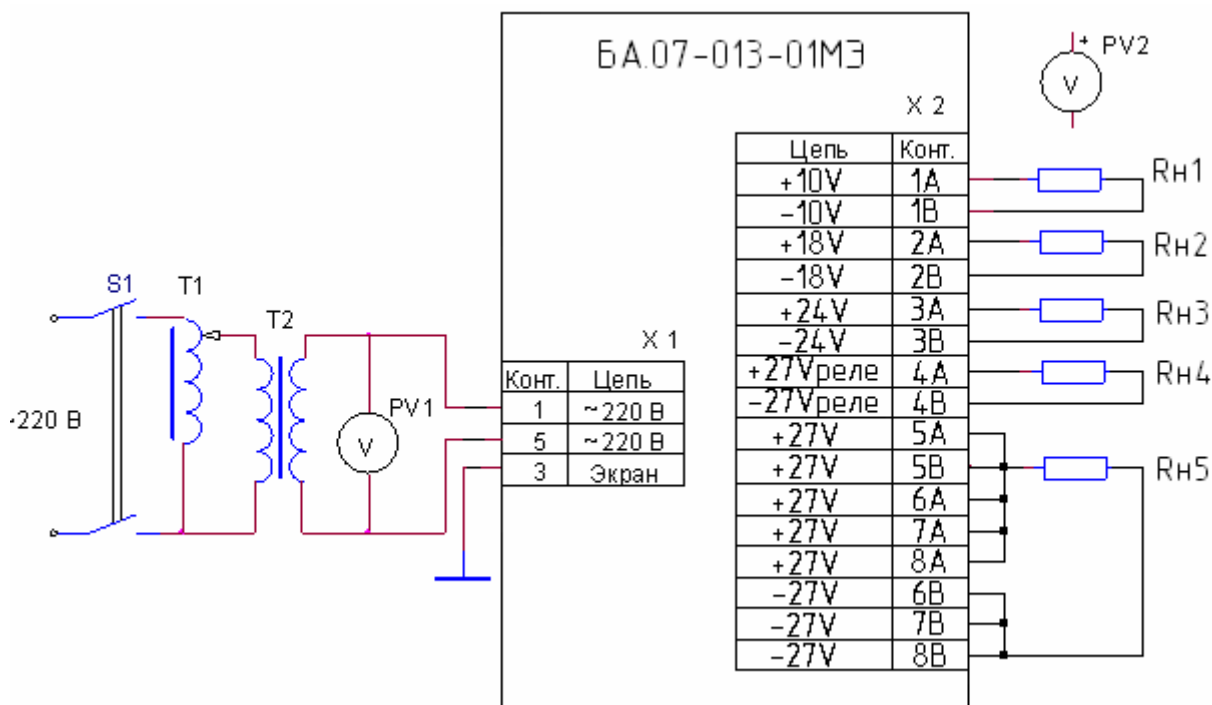 БА.07-013-01МЭ
PV2
V
X 2
Цепь Конт.
+10V 1А
-10V 1В
+18V 2А
-18V 2В
+24V 3А
-24V 3В
+27Vреле 4А
-27Vреле 4В
+27V 5А
+27V 5В
+27V 6А
+27V 7А
+27V 8А
-27V 6В
-27V 7В
-27V 8В
Rн1
Rн2
Rн3
Rн4
Rн5
S1
T1
T2
~220 В
PV1
V
X 1
Конт. Цепь
1 ~220 В
5 ~220 В
3 Экран